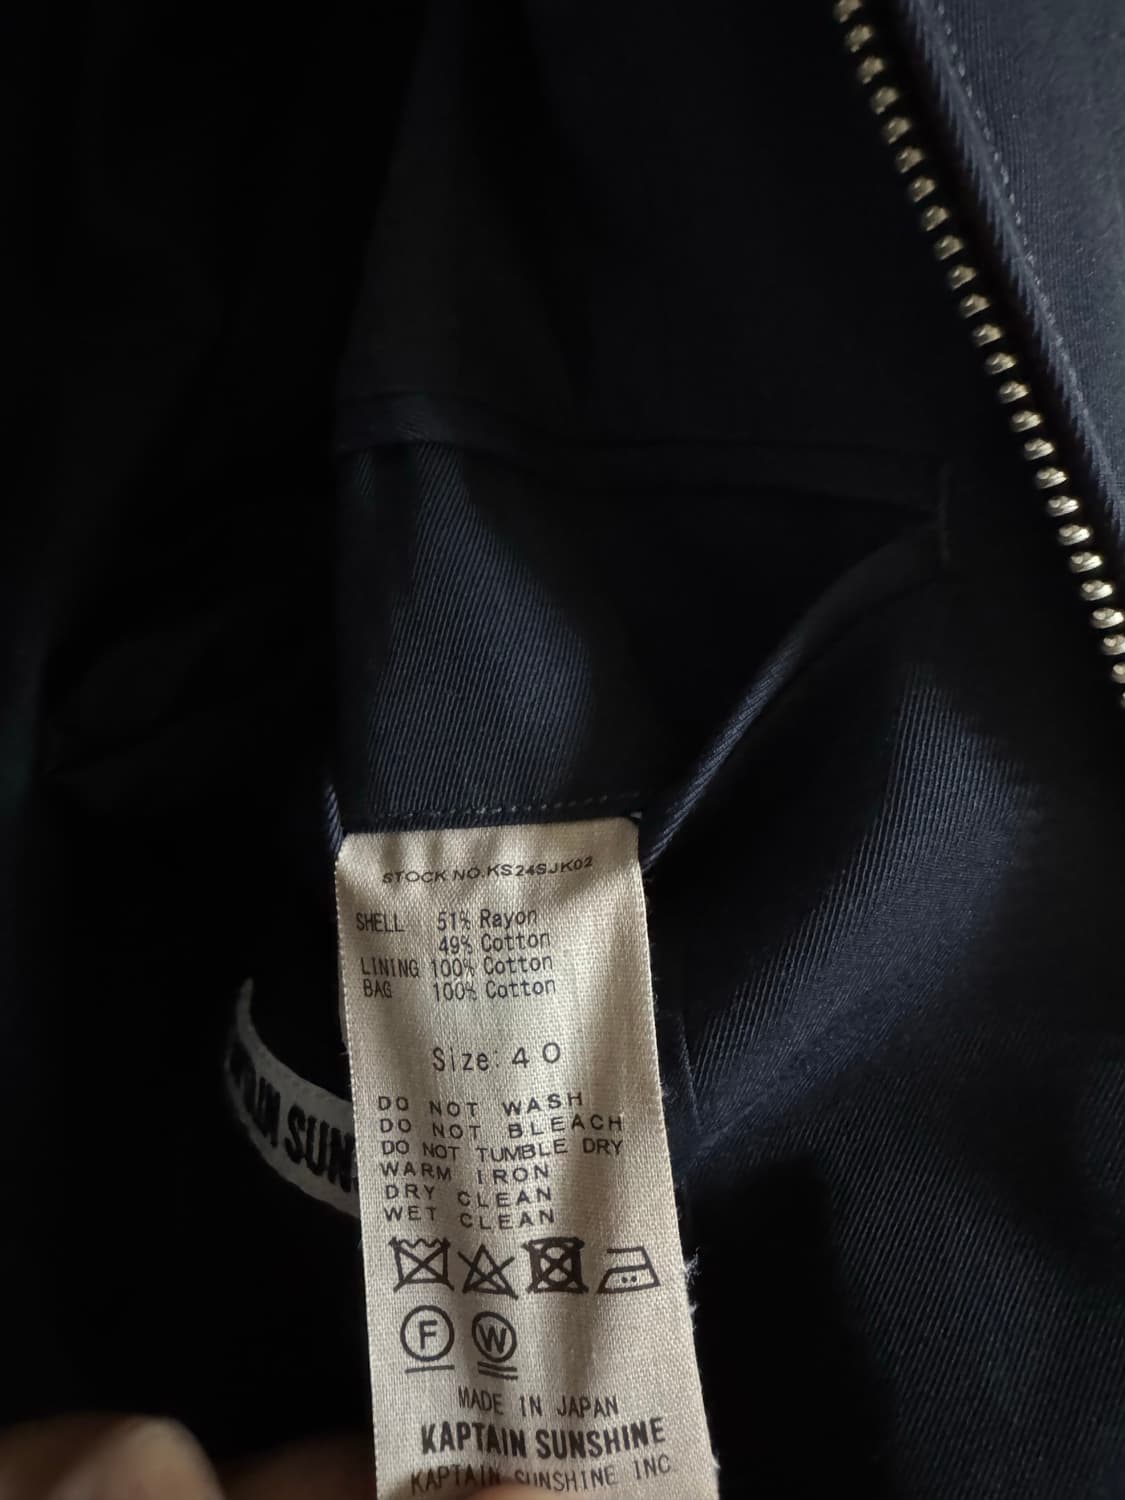 STOCK NO.KS24SJK02
SHELL 51% Rayon
49% Cotton
LINING 100% Cotton
BAG 100% Cotton
Size: 40
DO NOT WASH
DO NOT BLEACH
DO NOT TUMBLE DRY
WARM IRON
DRY CLEAN
WET CLEAN
F W
MADE IN JAPAN
KAPTAIN SUNSHINE
KAPTAIN SUNSHINE INC.
SUN